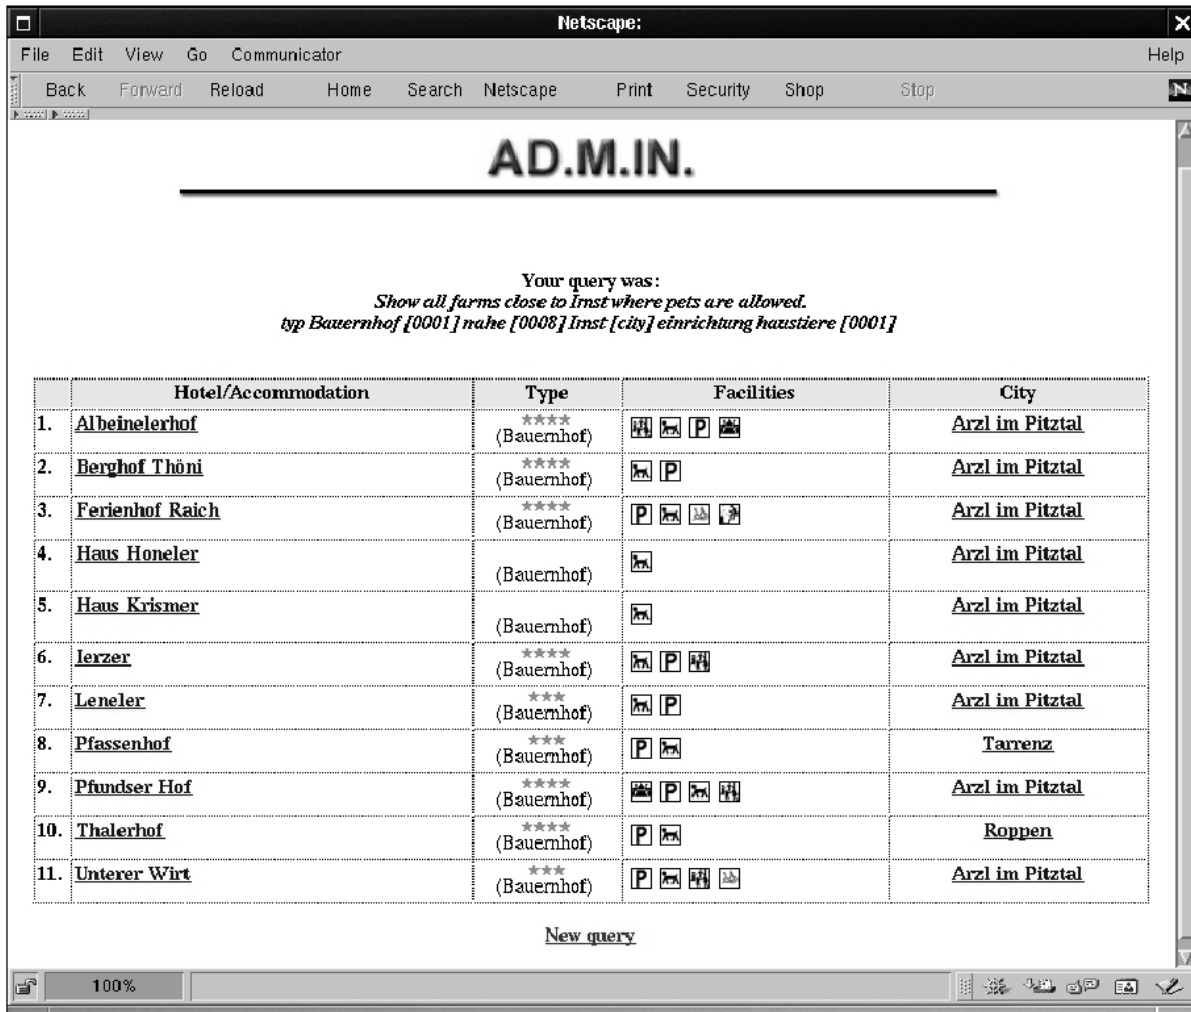 Netscape:
File Edit View Go Communicator Help
Back Forward Reload Home Search Netscape Print Security Shop Stop N
AD.M.IN.
Your query was:
Show all farms close to Imst where pets are allowed.
typ Bauernhof [0001] nahe [0008] Imst [city] einrichtung haustiere [0001]
Hotel/Accommodation Type Facilities City
1. Albeinelerhof ★★★★ P Arzl im Pitztal
(Bauernhof)
2. Berghof Thöni ★★★★ P Arzl im Pitztal
(Bauernhof)
3. Ferienhof Raich ★★★★ P Arzl im Pitztal
(Bauernhof)
4. Haus Honeler Arzl im Pitztal
(Bauernhof)
5. Haus Krismer Arzl im Pitztal
(Bauernhof)
6. Ierzer ★★★★ P Arzl im Pitztal
(Bauernhof)
7. Leneler ★★★ P Arzl im Pitztal
(Bauernhof)
8. Pfassenhof ★★★ P Tarrenz
(Bauernhof)
9. Pfundser Hof ★★★★ P Arzl im Pitztal
(Bauernhof)
10. Thalerhof ★★★★ P Roppen
(Bauernhof)
11. Unterer Wirt ★★★ P Arzl im Pitztal
(Bauernhof)
New query
100%